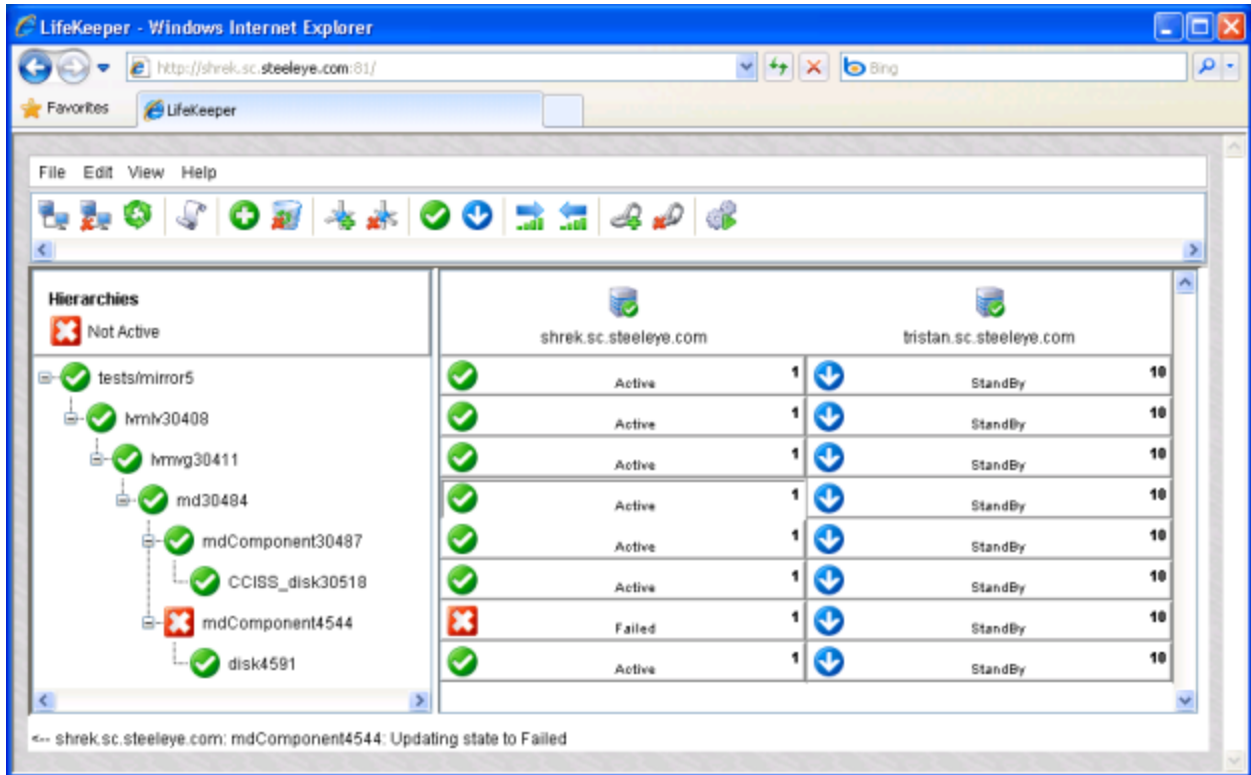 LifeKeeper - Windows Internet Explorer
http://shrek.sc.steeleye.com:81/
Bing
Favorites
LifeKeeper
File Edit View Help
Hierarchies
Not Active
shrek.sc.steeleye.com
tristan.sc.steeleye.com
tests/mirror5 Active 1 StandBy 10
lvmlv30408 Active 1 StandBy 10
lvmvg30411 Active 1 StandBy 10
md30484 Active 1 StandBy 10
mdComponent30487 Active 1 StandBy 10
CCISS_disk30518 Active 1 StandBy 10
mdComponent4544 Failed 1 StandBy 10
disk4591 Active 1 StandBy 10
<-- shrek.sc.steeleye.com: mdComponent4544: Updating state to Failed